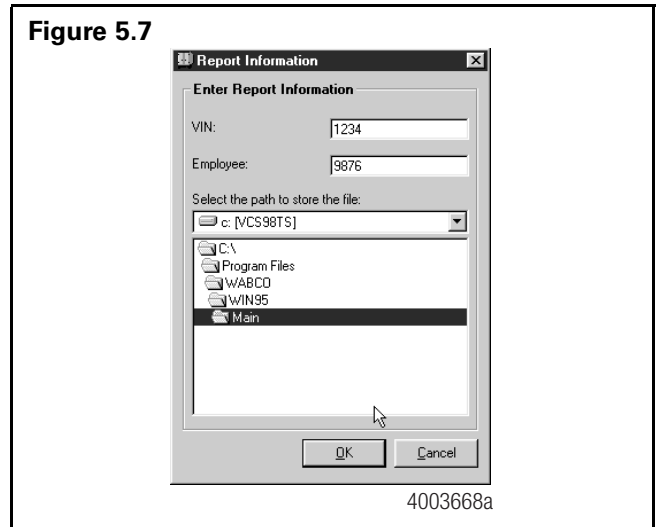 Figure 5.7
Report Information
Enter Report Information
VIN: 1234
Employee: 9876
Select the path to store the file:
c: [VCS98TS]
C:\
Program Files
WABCO
WIN95
Main
OK Cancel
4003668a